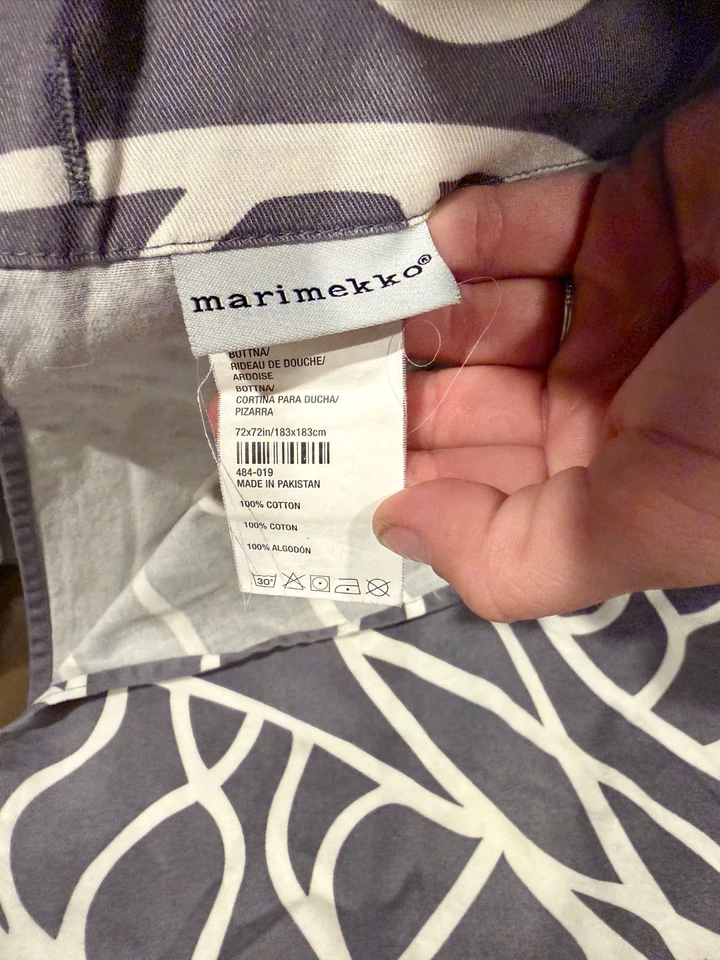 marimekko®
BOTTNA/
RIDEAU DE DOUCHE/
ARDOISE
BOTTNA/
CORTINA PARA DUCHA/
PIZARRA
72x72in/183x183cm
484-019
MADE IN PAKISTAN
100% COTTON
100% COTON
100% ALGODÓN
30°